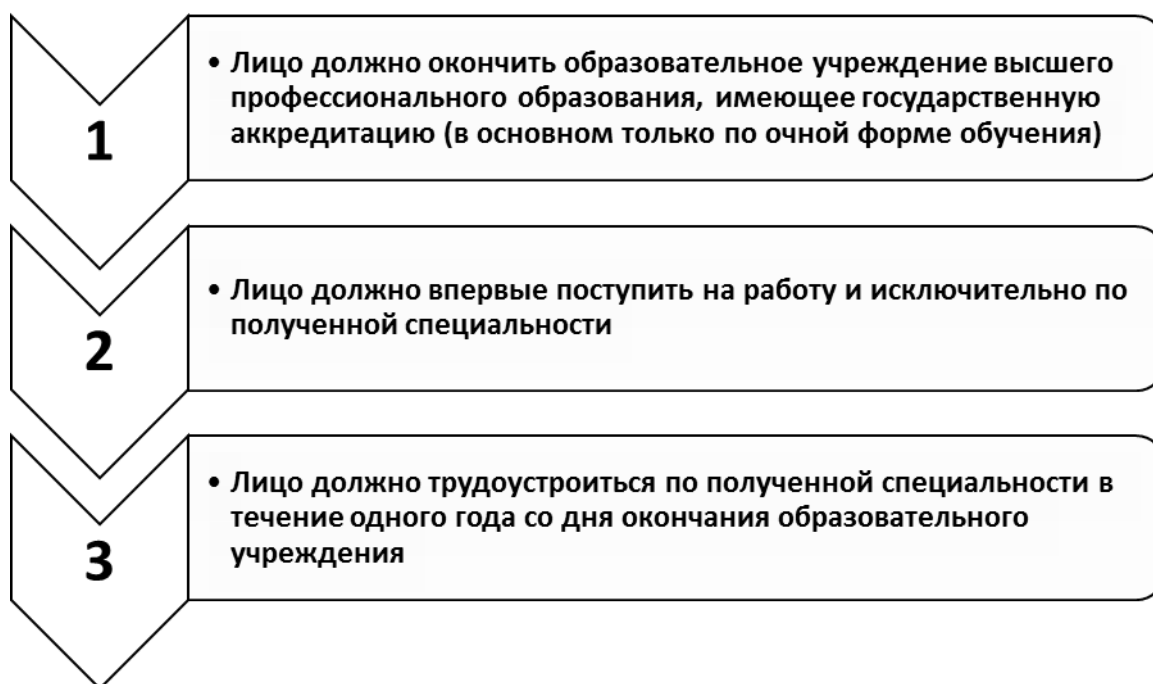 1
• Лицо должно окончить образовательное учреждение высшего
профессионального образования, имеющее государственную
аккредитацию (в основном только по очной форме обучения)
2
• Лицо должно впервые поступить на работу и исключительно по
полученной специальности
3
• Лицо должно трудоустроиться по полученной специальности в
течение одного года со дня окончания образовательного
учреждения